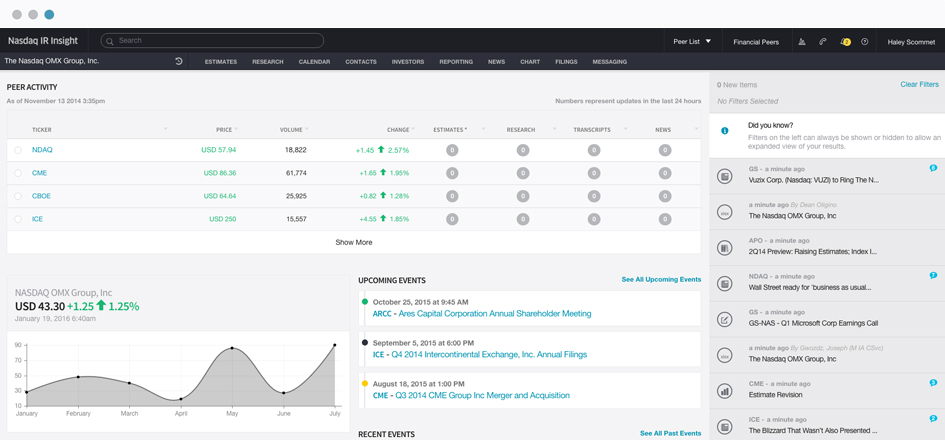 Nasdaq IR Insight
Search
Peer List
Financial Peers
2
Haley Scommet
The Nasdaq OMX Group, Inc.
ESTIMATES RESEARCH CALENDAR CONTACTS INVESTORS REPORTING NEWS CHART FILINGS MESSAGING
PEER ACTIVITY
As of November 13 2014 3:35pm
Numbers represent updates in the last 24 hours
TICKER PRICE VOLUME CHANGE ESTIMATES* RESEARCH TRANSCRIPTS NEWS
NDAQ USD 57.94 18,822 +1.45 2.57% 0 0 0 0
CME USD 86.36 61,774 +1.65 1.95% 0 0 0 0
CBOE USD 64.64 25,925 +0.82 1.28% 0 0 0 0
ICE USD 250 15,557 +4.55 1.85% 0 0 0 0
Show More
NASDAQ OMX Group, Inc
USD 43.30 +1.25 1.25%
January 19, 2016 6:40am
90
70
50
30
10
January February March April May June July
UPCOMING EVENTS
See All Upcoming Events
October 25, 2015 at 9:45 AM
ARCC - Ares Capital Corporation Annual Shareholder Meeting
September 5, 2015 at 6:00 PM
ICE - Q4 2014 Intercontinental Exchange, Inc. Annual Filings
August 18, 2015 at 1:00 PM
CME - Q3 2014 CME Group Inc Merger and Acquisition
RECENT EVENTS
See All Past Events
0 New Items
Clear Filters
No Filters Selected
Did you know?
Filters on the left can always be shown or hidden to allow an
expanded view of your results.
GS - a minute ago
Vuzix Corp. (Nasdaq: VUZI) to Ring The N...
a minute ago By Dean Oligino
The Nasdaq OMX Group, Inc
APO - a minute ago
2Q14 Preview: Raising Estimates; Index I...
NDAQ - a minute ago
Wall Street ready for 'business as usual...
GS - a minute ago
GS-NAS - Q1 Microsoft Corp Earnings Call
a minute ago By Gwozdz, Joseph (M-IA CSvc)
The Nasdaq OMX Group, Inc
CME - a minute ago
Estimate Revision
ICE - a minute ago
The Blizzard That Wasn't Also Presented ...